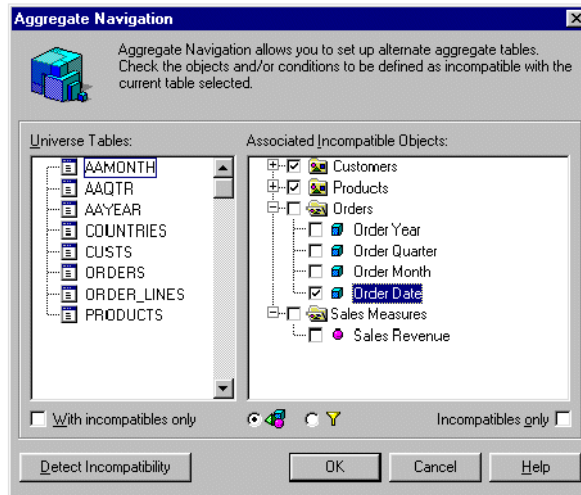 Aggregate Navigation
Aggregate Navigation allows you to set up alternate aggregate tables.
Check the objects and/or conditions to be defined as incompatible with the
current table selected.
Universe Tables:
AAMONTH
AAQTR
AAYEAR
COUNTRIES
CUSTS
ORDERS
ORDER_LINES
PRODUCTS
With incompatibles only
Associated Incompatible Objects:
Customers
Products
Orders
Order Year
Order Quarter
Order Month
Order Date
Sales Measures
Sales Revenue
Incompatibles only
Detect Incompatibility
OK
Cancel
Help